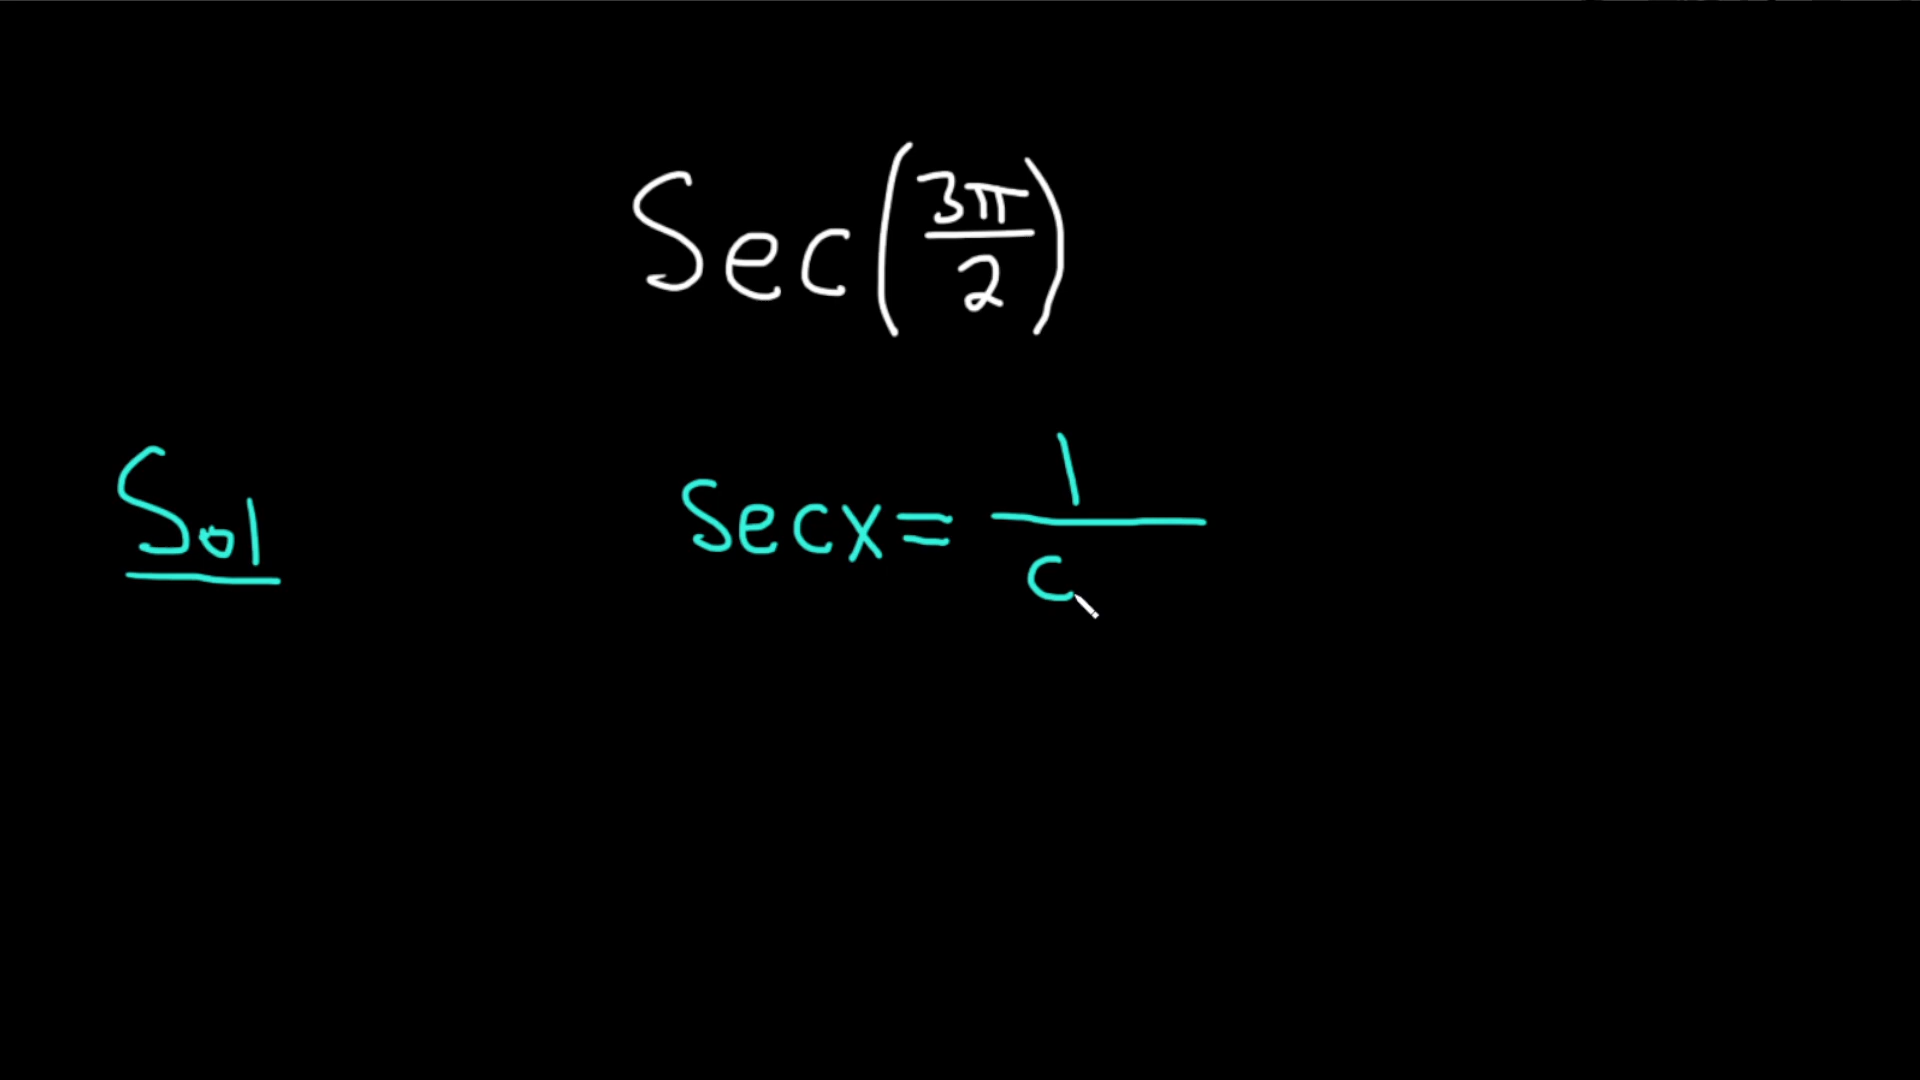 Sec(3π/2)
Sol
Secx = 1/c